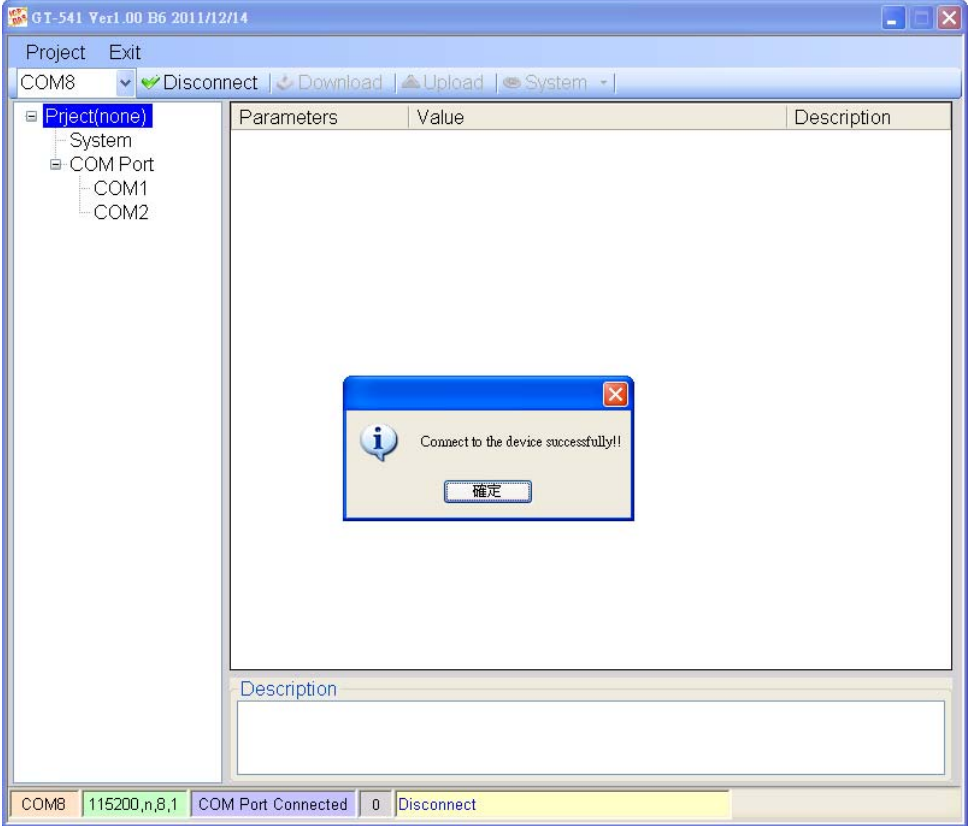 GT-541 Ver1.00 B6 2011/12/14
Project Exit
COM8 Disconnect Download Upload System
Prject(none)
System
COM Port
COM1
COM2
Parameters Value Description
Connect to the device successfully!!
確定
Description
COM8 115200,n,8,1 COM Port Connected 0 Disconnect